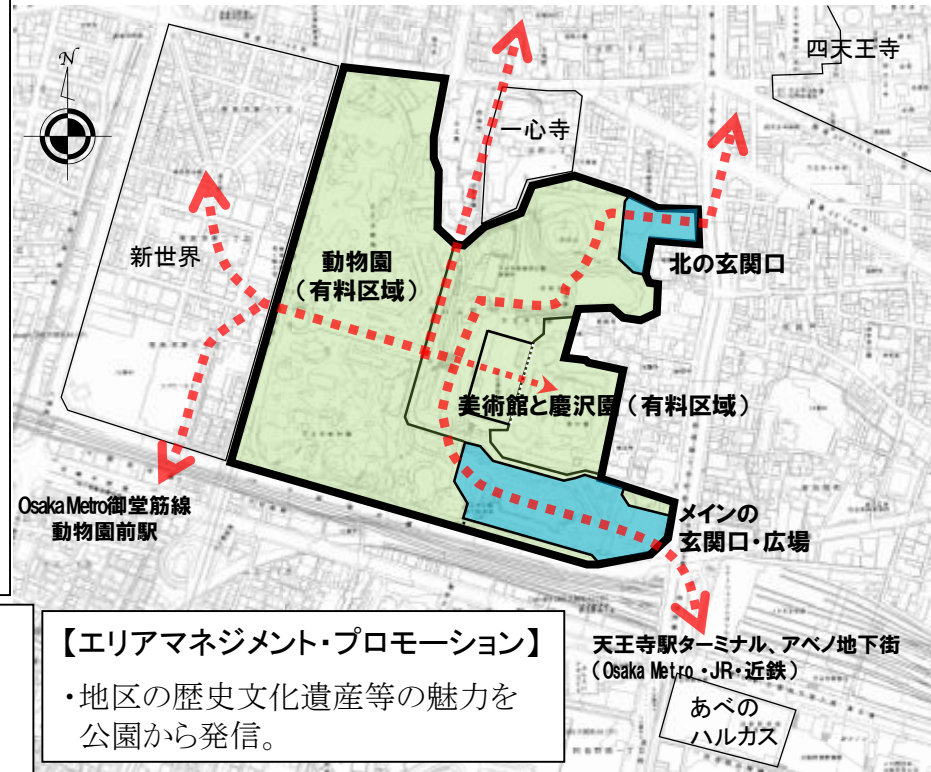 N
四天王寺
一心寺
新世界
動物園
（有料区域）
北の玄関口
美術館と慶沢園（有料区域）
Osaka Metro御堂筋線
動物園前駅
メインの
玄関口・広場
【エリアマネジメント・プロモーション】
・地区の歴史文化遺産等の魅力を
公園から発信。
天王寺駅ターミナル、アベノ地下街
（Osaka Metro・JR・近鉄）
あべの
ハルカス